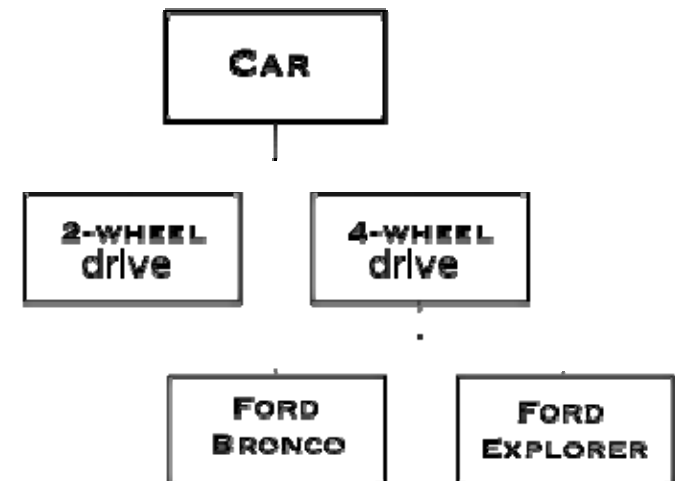 CAR
2-WHEEL
drive
4-WHEEL
drive
FORD
BRONCO
FORD
EXPLORER